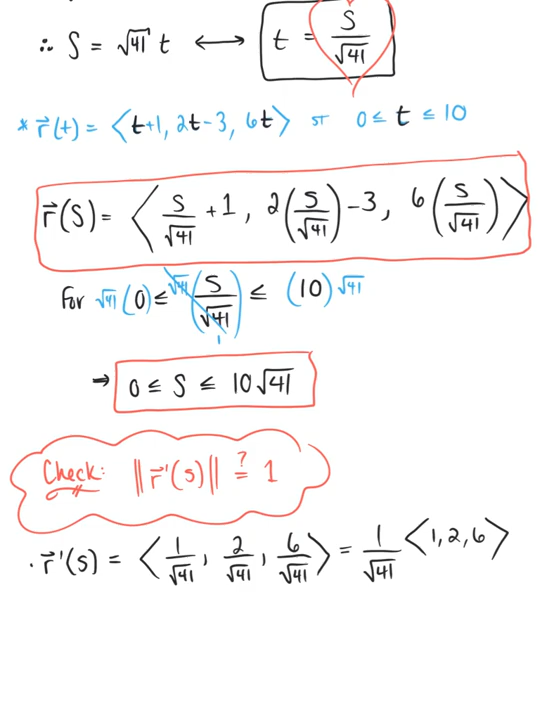 ∴ S = √41 t ⟷ t = S/√41
* r⃗(t) = ⟨t+1, 2t-3, 6t⟩ ST 0 ≤ t ≤ 10
r⃗(S) = ⟨S/√41 + 1, 2(S/√41) - 3, 6(S/√41)⟩
For √41(0) ≤ √41(S/√41) ≤ (10)√41
1
→ 0 ≤ S ≤ 10√41
Check: ||r⃗'(s)|| ?= 1
· r⃗'(s) = ⟨1/√41, 2/√41, 6/√41⟩ = 1/√41 ⟨1, 2, 6⟩